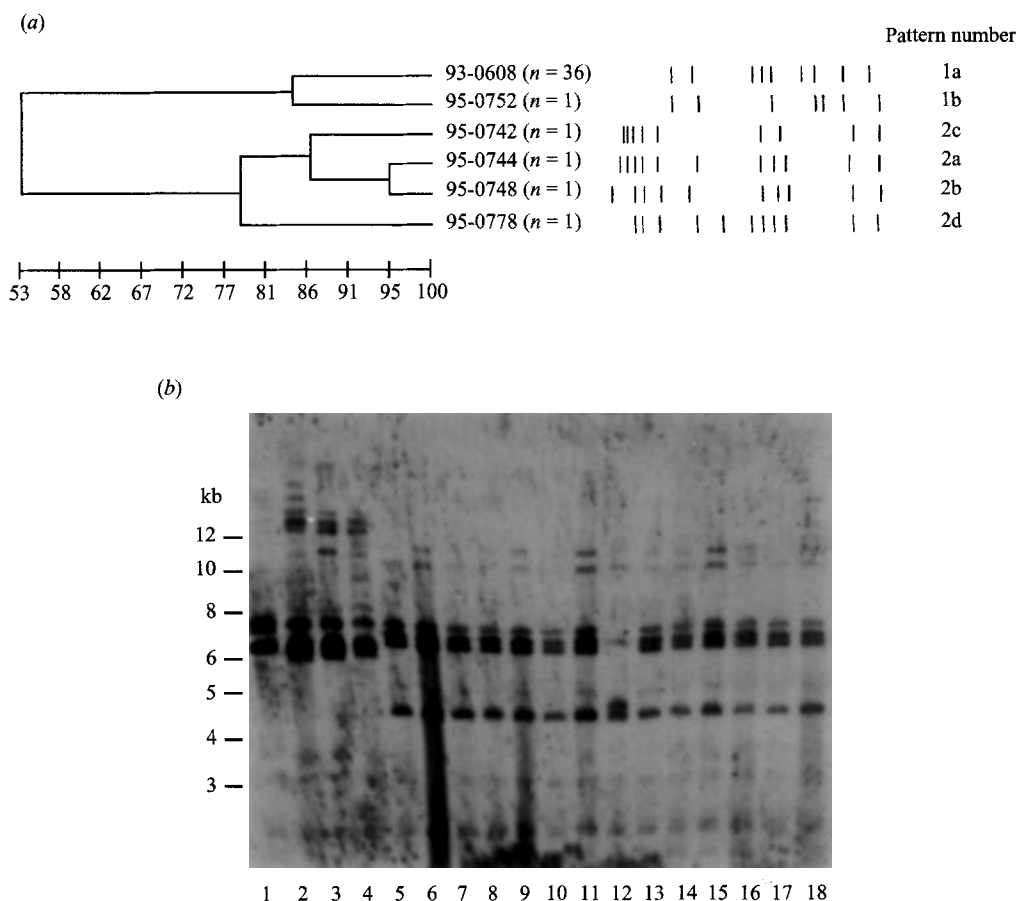 (a)
Pattern number
93-0608 (n = 36) 1a
95-0752 (n = 1) 1b
95-0742 (n = 1) 2c
95-0744 (n = 1) 2a
95-0748 (n = 1) 2b
95-0778 (n = 1) 2d
53 58 62 67 72 77 81 86 91 95 100
(b)
kb
12
10
8
6
5
4
3
1 2 3 4 5 6 7 8 9 10 11 12 13 14 15 16 17 18